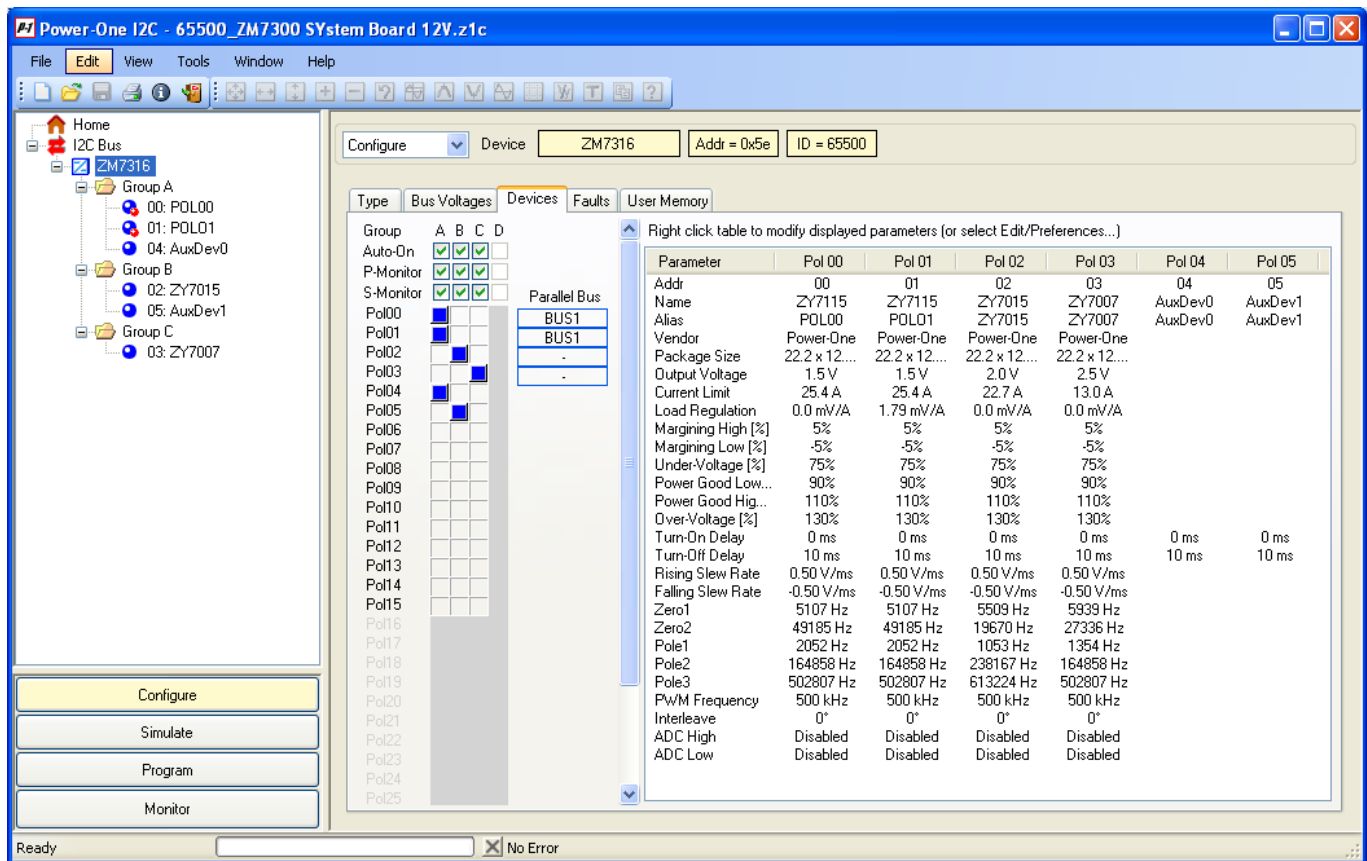 Power-One I2C - 65500_ZM7300 SYstem Board 12V.z1c
File Edit View Tools Window Help
Home
I2C Bus
ZM7316
Group A
00: POL00
01: POL01
04: AuxDev0
Group B
02: ZY7015
05: AuxDev1
Group C
03: ZY7007
Configure
Simulate
Program
Monitor
Configure Device ZM7316 Addr = 0x5e ID = 65500
Type Bus Voltages Devices Faults User Memory
Group A B C D
Auto-On
P-Monitor
S-Monitor Parallel Bus
Pol00 BUS1
Pol01 BUS1
Pol02 -
Pol03 -
Pol04
Pol05
Pol06
Pol07
Pol08
Pol09
Pol10
Pol11
Pol12
Pol13
Pol14
Pol15
Pol16
Pol17
Pol18
Pol19
Pol20
Pol21
Pol22
Pol23
Pol24
Pol25
Right click table to modify displayed parameters (or select Edit/Preferences...)
Parameter Pol 00 Pol 01 Pol 02 Pol 03 Pol 04 Pol 05
Addr 00 01 02 03 04 05
Name ZY7115 ZY7115 ZY7015 ZY7007 AuxDev0 AuxDev1
Alias POL00 POL01 ZY7015 ZY7007 AuxDev0 AuxDev1
Vendor Power-One Power-One Power-One Power-One
Package Size 22.2 x 12.... 22.2 x 12.... 22.2 x 12.... 22.2 x 12....
Output Voltage 1.5 V 1.5 V 2.0 V 2.5 V
Current Limit 25.4 A 25.4 A 22.7 A 13.0 A
Load Regulation 0.0 mV/A 1.79 mV/A 0.0 mV/A 0.0 mV/A
Margining High [%] 5% 5% 5% 5%
Margining Low [%] -5% -5% -5% -5%
Under-Voltage [%] 75% 75% 75% 75%
Power Good Low... 90% 90% 90% 90%
Power Good Hig... 110% 110% 110% 110%
Over-Voltage [%] 130% 130% 130% 130%
Turn-On Delay 0 ms 0 ms 0 ms 0 ms 0 ms 0 ms
Turn-Off Delay 10 ms 10 ms 10 ms 10 ms 10 ms 10 ms
Rising Slew Rate 0.50 V/ms 0.50 V/ms 0.50 V/ms 0.50 V/ms
Falling Slew Rate -0.50 V/ms -0.50 V/ms -0.50 V/ms -0.50 V/ms
Zero1 5107 Hz 5107 Hz 5509 Hz 5939 Hz
Zero2 49185 Hz 49185 Hz 19670 Hz 27336 Hz
Pole1 2052 Hz 2052 Hz 1053 Hz 1354 Hz
Pole2 164858 Hz 164858 Hz 238167 Hz 164858 Hz
Pole3 502807 Hz 502807 Hz 613224 Hz 502807 Hz
PWM Frequency 500 kHz 500 kHz 500 kHz 500 kHz
Interleave 0° 0° 0° 0°
ADC High Disabled Disabled Disabled Disabled
ADC Low Disabled Disabled Disabled Disabled
Ready No Error